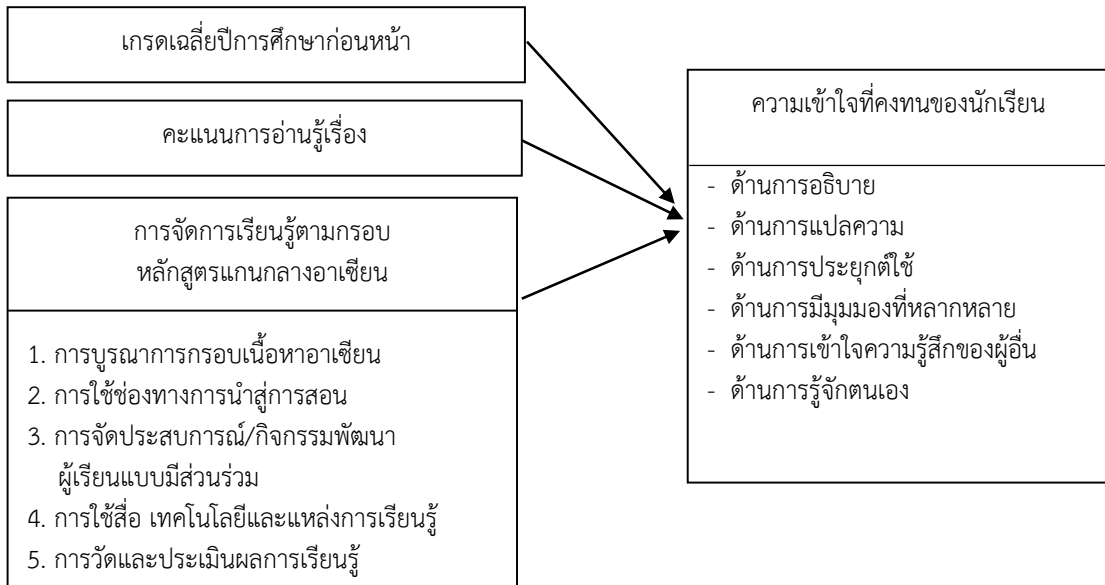 เกรดเฉลี่ยปีการศึกษาก่อนหน้า
คะแนนการอ่านรู้เรื่อง
การจัดการเรียนรู้ตามกรอบ
หลักสูตรแกนกลางอาเซียน
1. การบูรณาการกรอบเนื้อหาอาเซียน
2. การใช้ช่องทางการนำสู่การสอน
3. การจัดประสบการณ์/กิจกรรมพัฒนา
ผู้เรียนแบบมีส่วนร่วม
4. การใช้สื่อ เทคโนโลยีและแหล่งการเรียนรู้
5. การวัดและประเมินผลการเรียนรู้
ความเข้าใจที่คงทนของนักเรียน
- ด้านการอธิบาย
- ด้านการแปลความ
- ด้านการประยุกต์ใช้
- ด้านการมีมุมมองที่หลากหลาย
- ด้านการเข้าใจความรู้สึกของผู้อื่น
- ด้านการรู้จักตนเอง